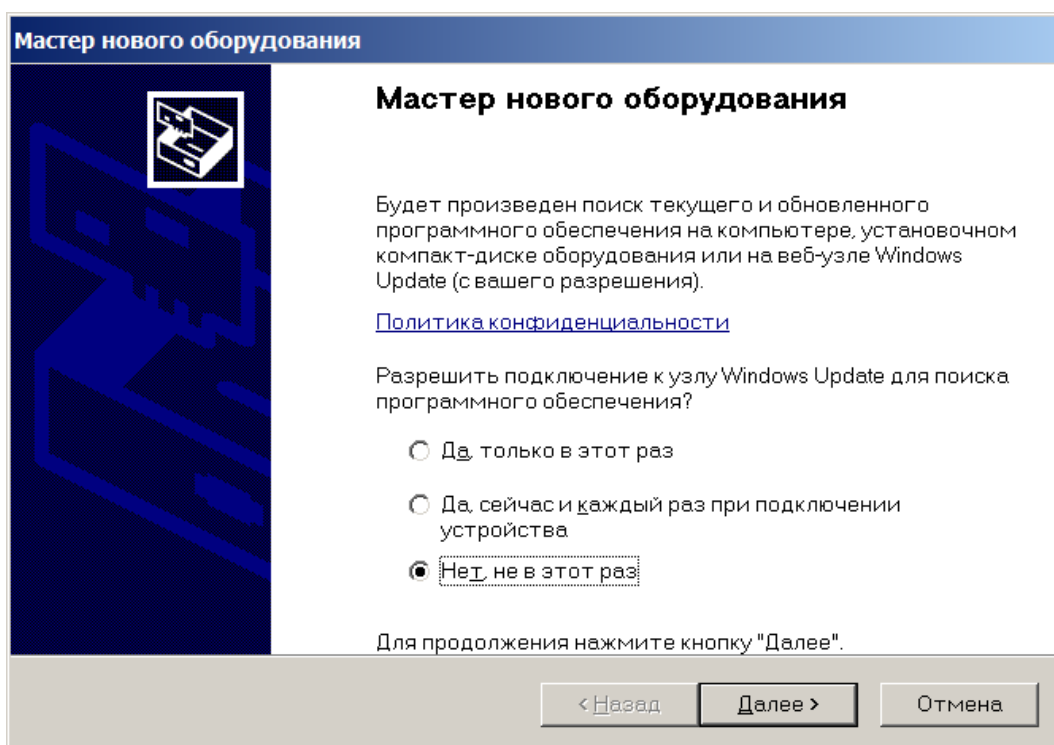 Мастер нового оборудования
Мастер нового оборудования
Будет произведен поиск текущего и обновленного
программного обеспечения на компьютере, установочном
компакт-диске оборудования или на веб-узле Windows
Update (с вашего разрешения).
Политика конфиденциальности
Разрешить подключение к узлу Windows Update для поиска
программного обеспечения?
Да, только в этот раз
Да, сейчас и каждый раз при подключении
устройства
Нет, не в этот раз
Для продолжения нажмите кнопку "Далее".
< Назад
Далее >
Отмена